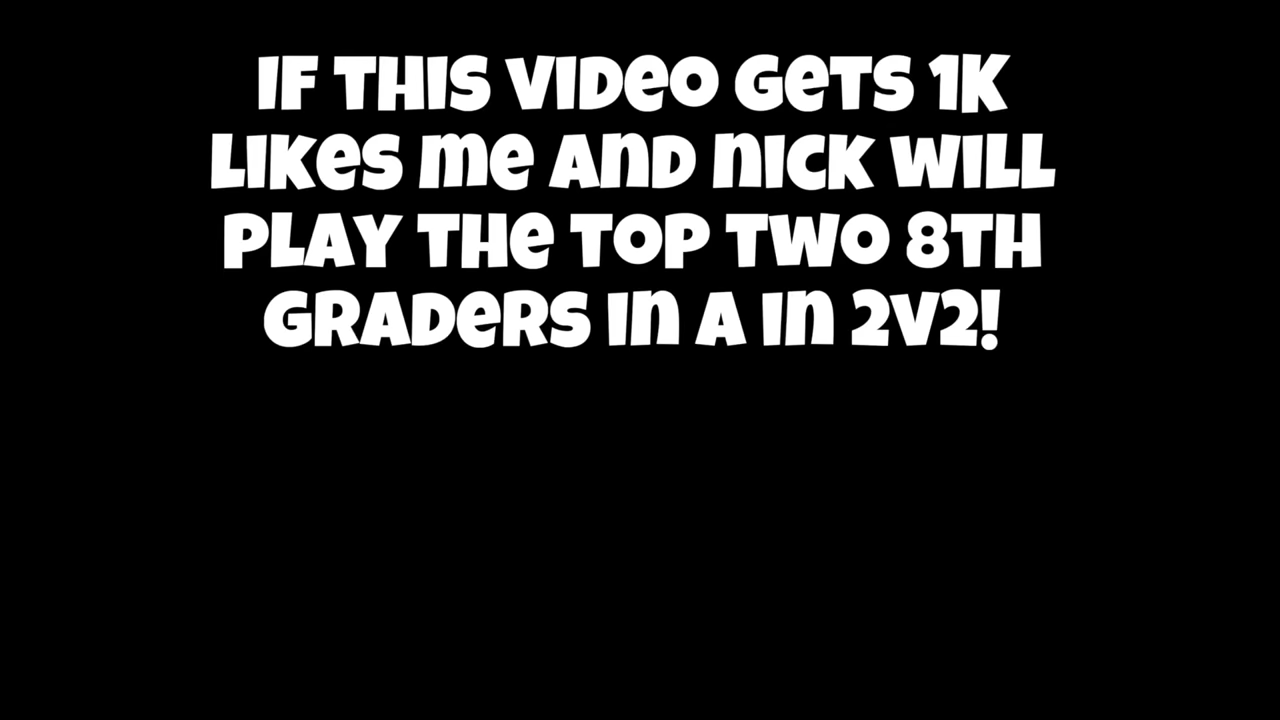 IF THIS VIDEO GETS 1K
LIKES ME AND NICK WILL
PLAY THE TOP TWO 8TH
GRADERS IN A IN 2V2!